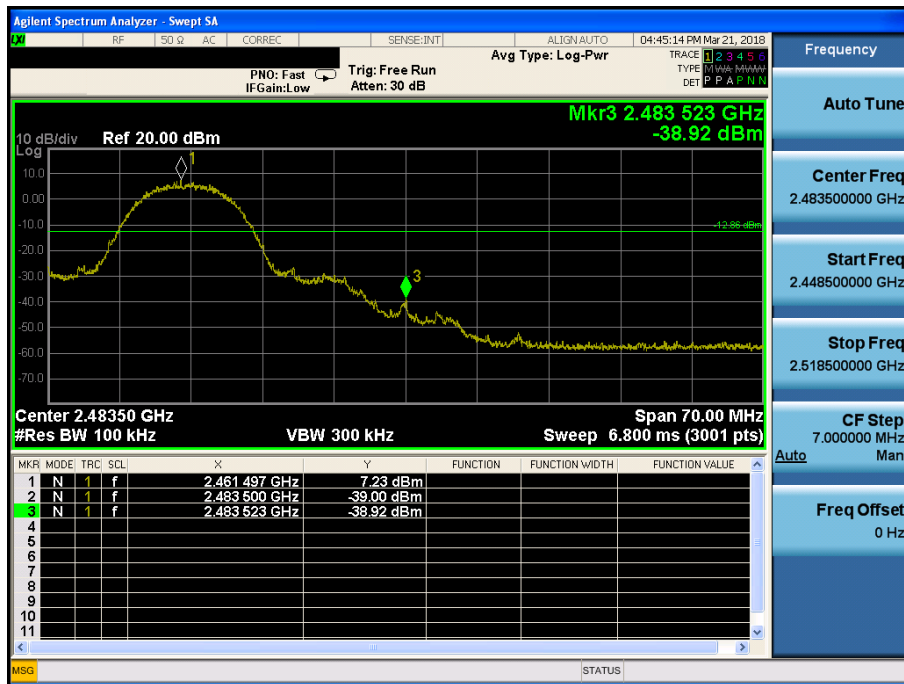 Agilent Spectrum Analyzer - Swept SA
LXI RF 50 Ω AC CORREC SENSE:INT ALIGN AUTO 04:45:14 PM Mar 21, 2018
Avg Type: Log-Pwr TRACE 1 2 3 4 5 6
PNO: Fast Trig: Free Run TYPE M WA MWWW
IFGain:Low Atten: 30 dB DET P P A P N N
Mkr3 2.483 523 GHz
-38.92 dBm
10 dB/div Ref 20.00 dBm
Log
1
10.0
0.00
-10.0
-12.86 dBm
-20.0
-30.0
3
-40.0
-50.0
-60.0
-70.0
Center 2.48350 GHz Span 70.00 MHz
#Res BW 100 kHz VBW 300 kHz Sweep 6.800 ms (3001 pts)
MKR MODE TRC SCL X Y FUNCTION FUNCTION WIDTH FUNCTION VALUE
1 N 1 f 2.461 497 GHz 7.23 dBm
2 N 1 f 2.483 500 GHz -39.00 dBm
3 N 1 f 2.483 523 GHz -38.92 dBm
4
5
6
7
8
9
10
11
MSG STATUS
Frequency
Auto Tune
Center Freq
2.483500000 GHz
Start Freq
2.448500000 GHz
Stop Freq
2.518500000 GHz
CF Step
7.000000 MHz
Auto Man
Freq Offset
0 Hz